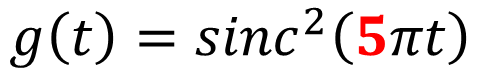 g(t) = sinc²(5πt)